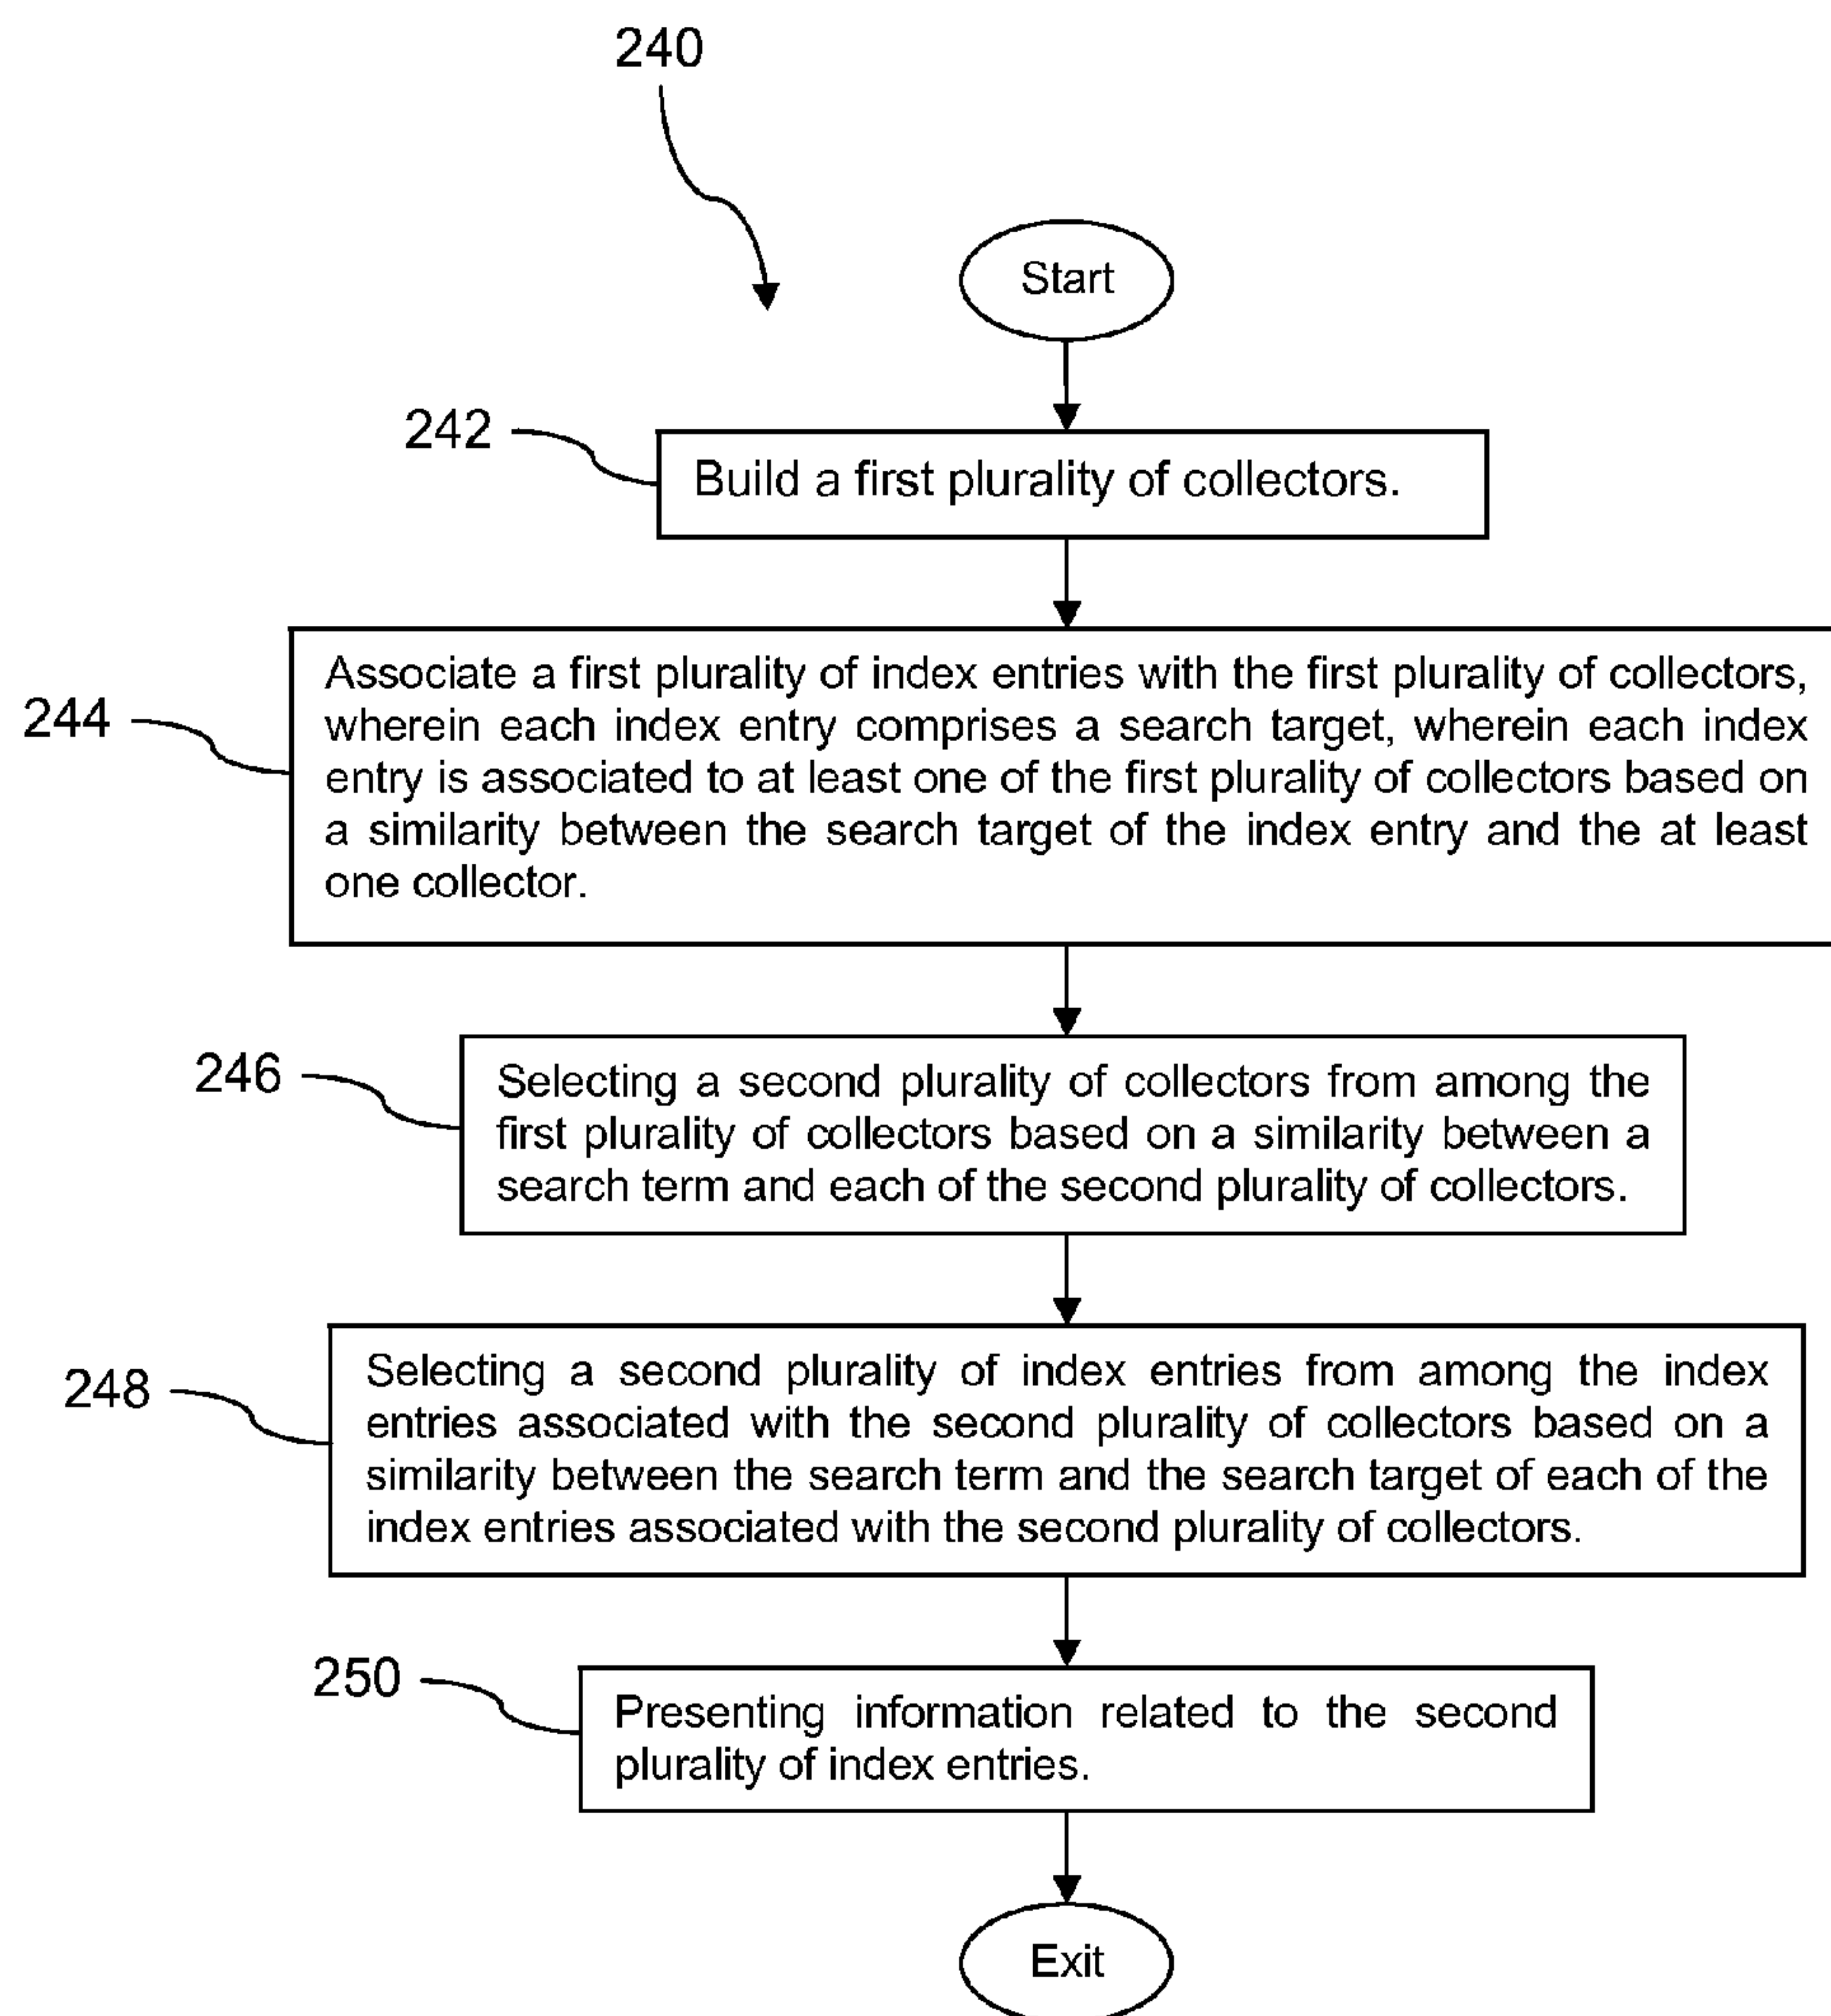 240
Start
242
Build a first plurality of collectors.
244
Associate a first plurality of index entries with the first plurality of collectors,
wherein each index entry comprises a search target, wherein each index
entry is associated to at least one of the first plurality of collectors based on
a similarity between the search target of the index entry and the at least
one collector.
246
Selecting a second plurality of collectors from among the
first plurality of collectors based on a similarity between a
search term and each of the second plurality of collectors.
248
Selecting a second plurality of index entries from among the index
entries associated with the second plurality of collectors based on a
similarity between the search term and the search target of each of the
index entries associated with the second plurality of collectors.
250
Presenting information related to the second
plurality of index entries.
Exit